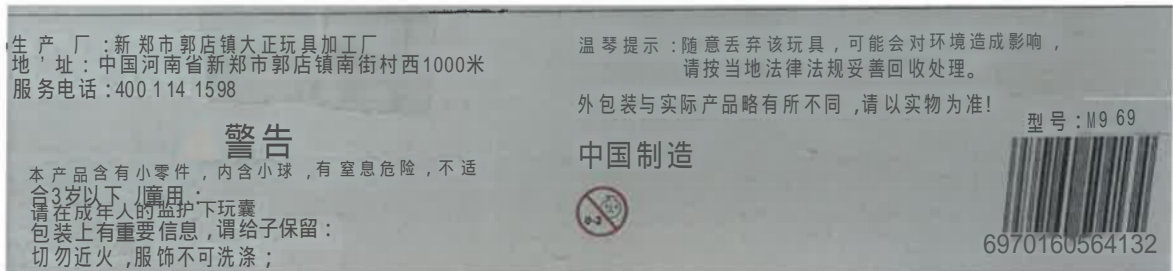 生产厂:新郑市郭店镇大正玩具加工厂
地'址:中国河南省新郑市郭店镇南街村西1000米
服务电话:400 114 1598
警告
本产品含有小零件,内含小球,有窒息危险,不适
合3岁以下儿童用:
请在成年人的监护下玩囊
包装上有重要信息,谓给子保留:
切勿近火,服饰不可洗涤;
温琴提示:随意丢弃该玩具,可能会对环境造成影响,
请按当地法律法规妥善回收处理。
外包装与实际产品略有所不同,请以实物为准!
中国制造
0-3
型号:M9 69
6970160564132